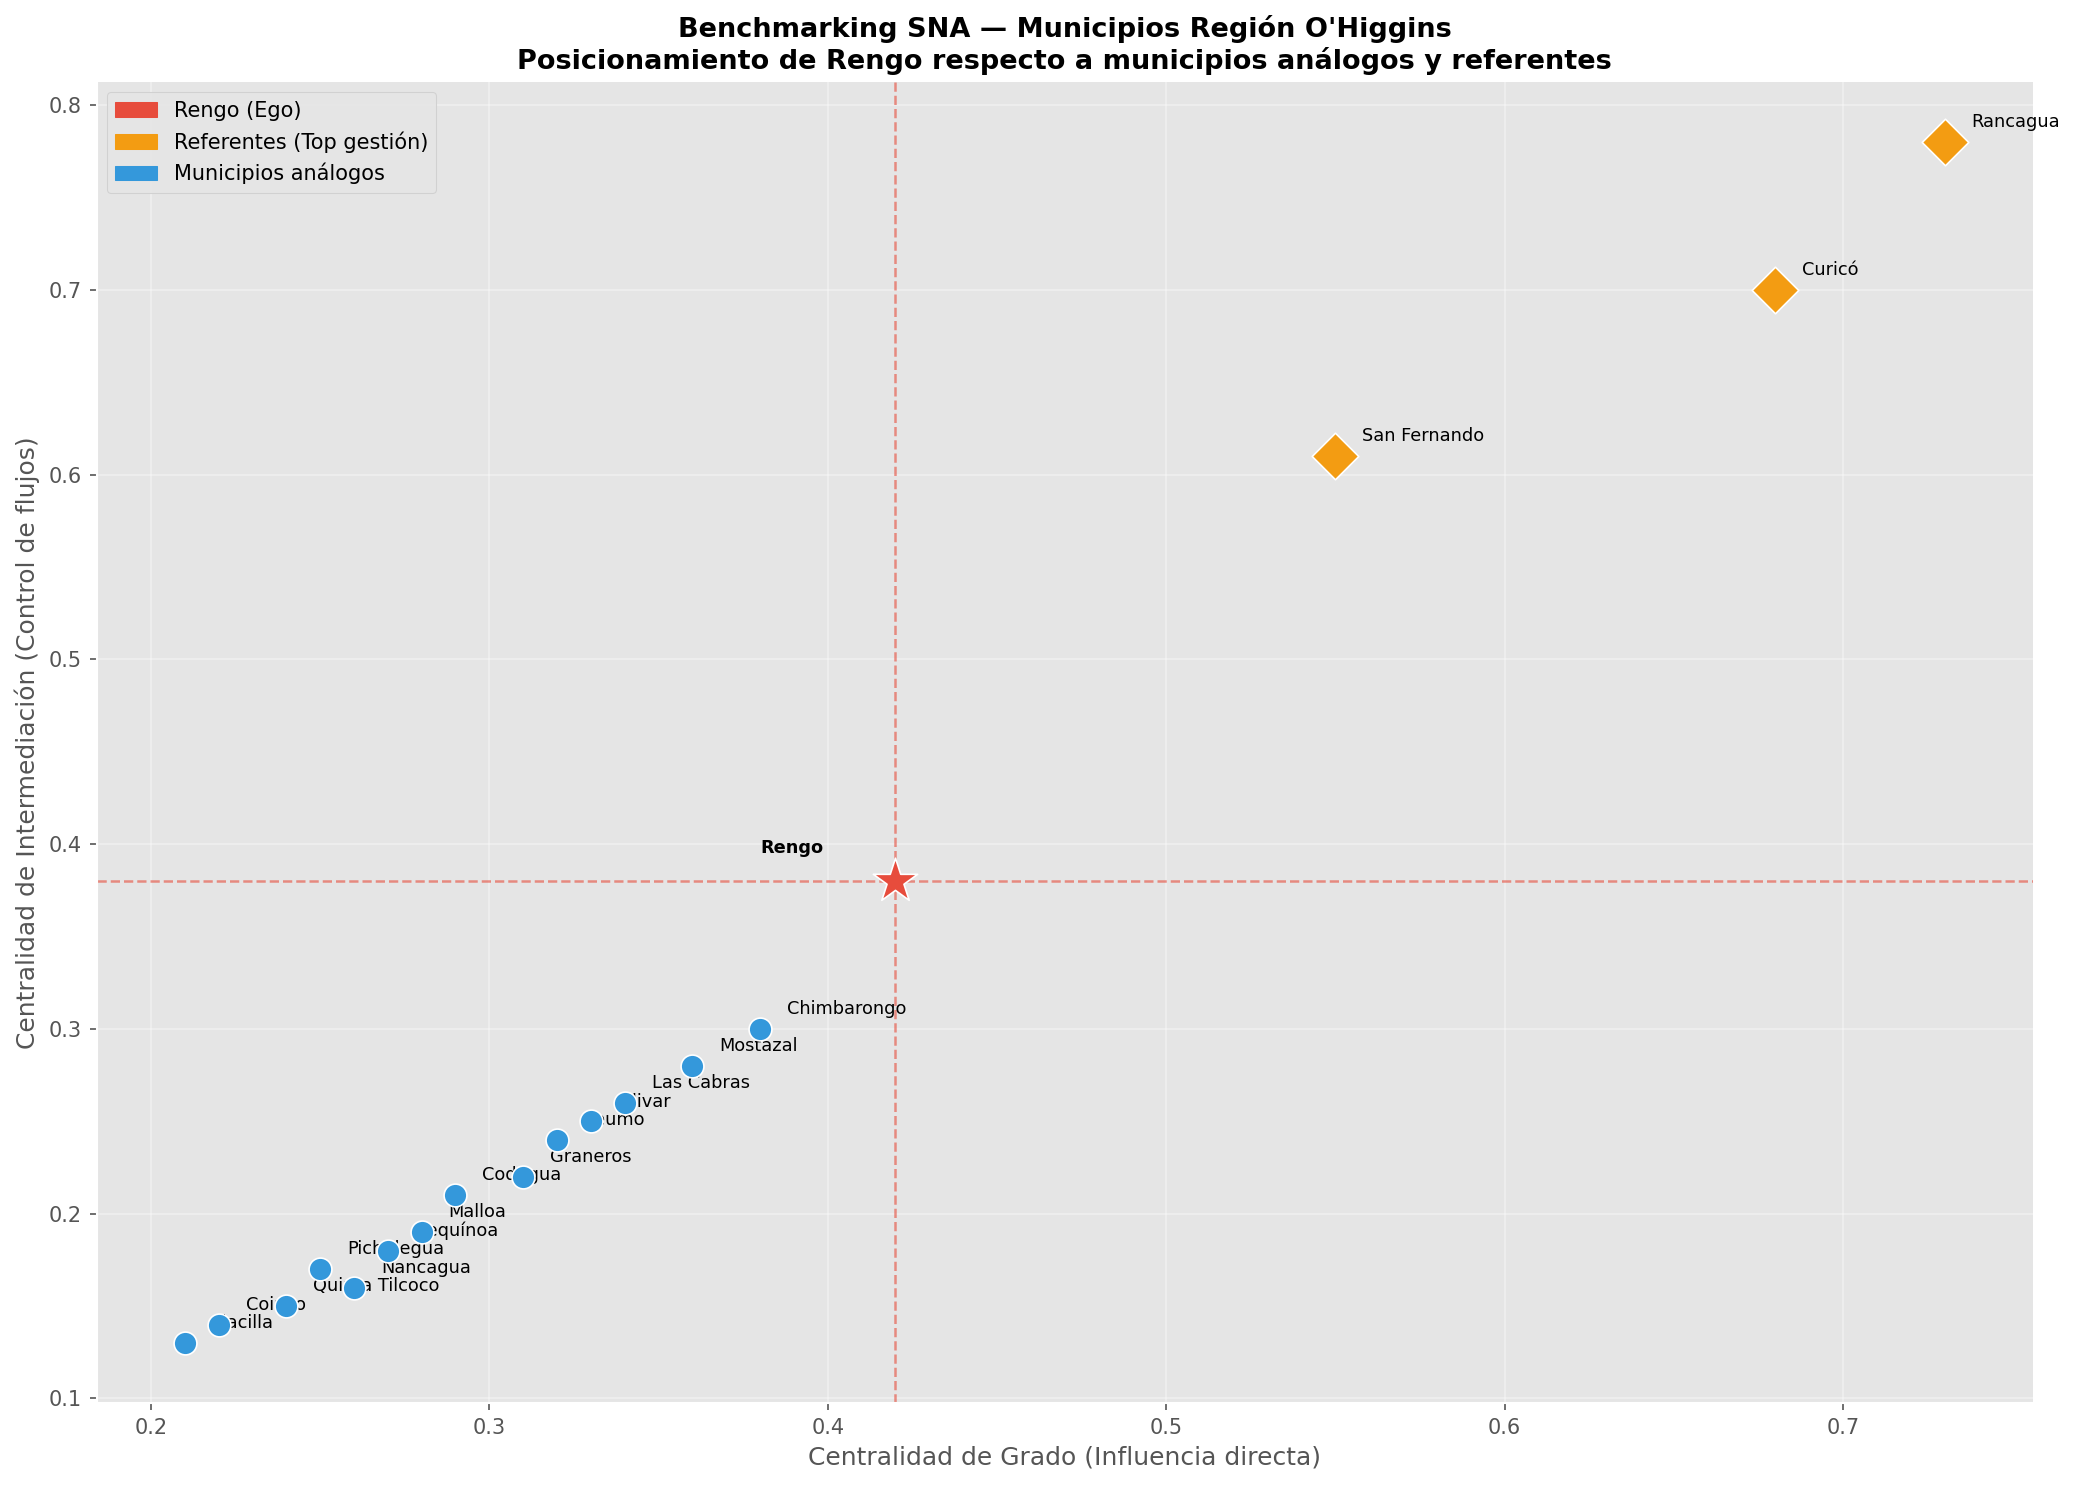 Benchmarking SNA — Municipios Región O'Higgins
Posicionamiento de Rengo respecto a municipios análogos y referentes
Rengo (Ego)
Referentes (Top gestión)
Municipios análogos
Centralidad de Intermediación (Control de flujos)
0.8
0.7
0.6
0.5
0.4
0.3
0.2
0.1
Rancagua
Curicó
San Fernando
Rengo
Chimbarongo
Mostazal
Las Cabras
Graneros
Malloa
Nancagua
Tilcoco
0.2
0.3
0.4
0.5
0.6
0.7
Centralidad de Grado (Influencia directa)